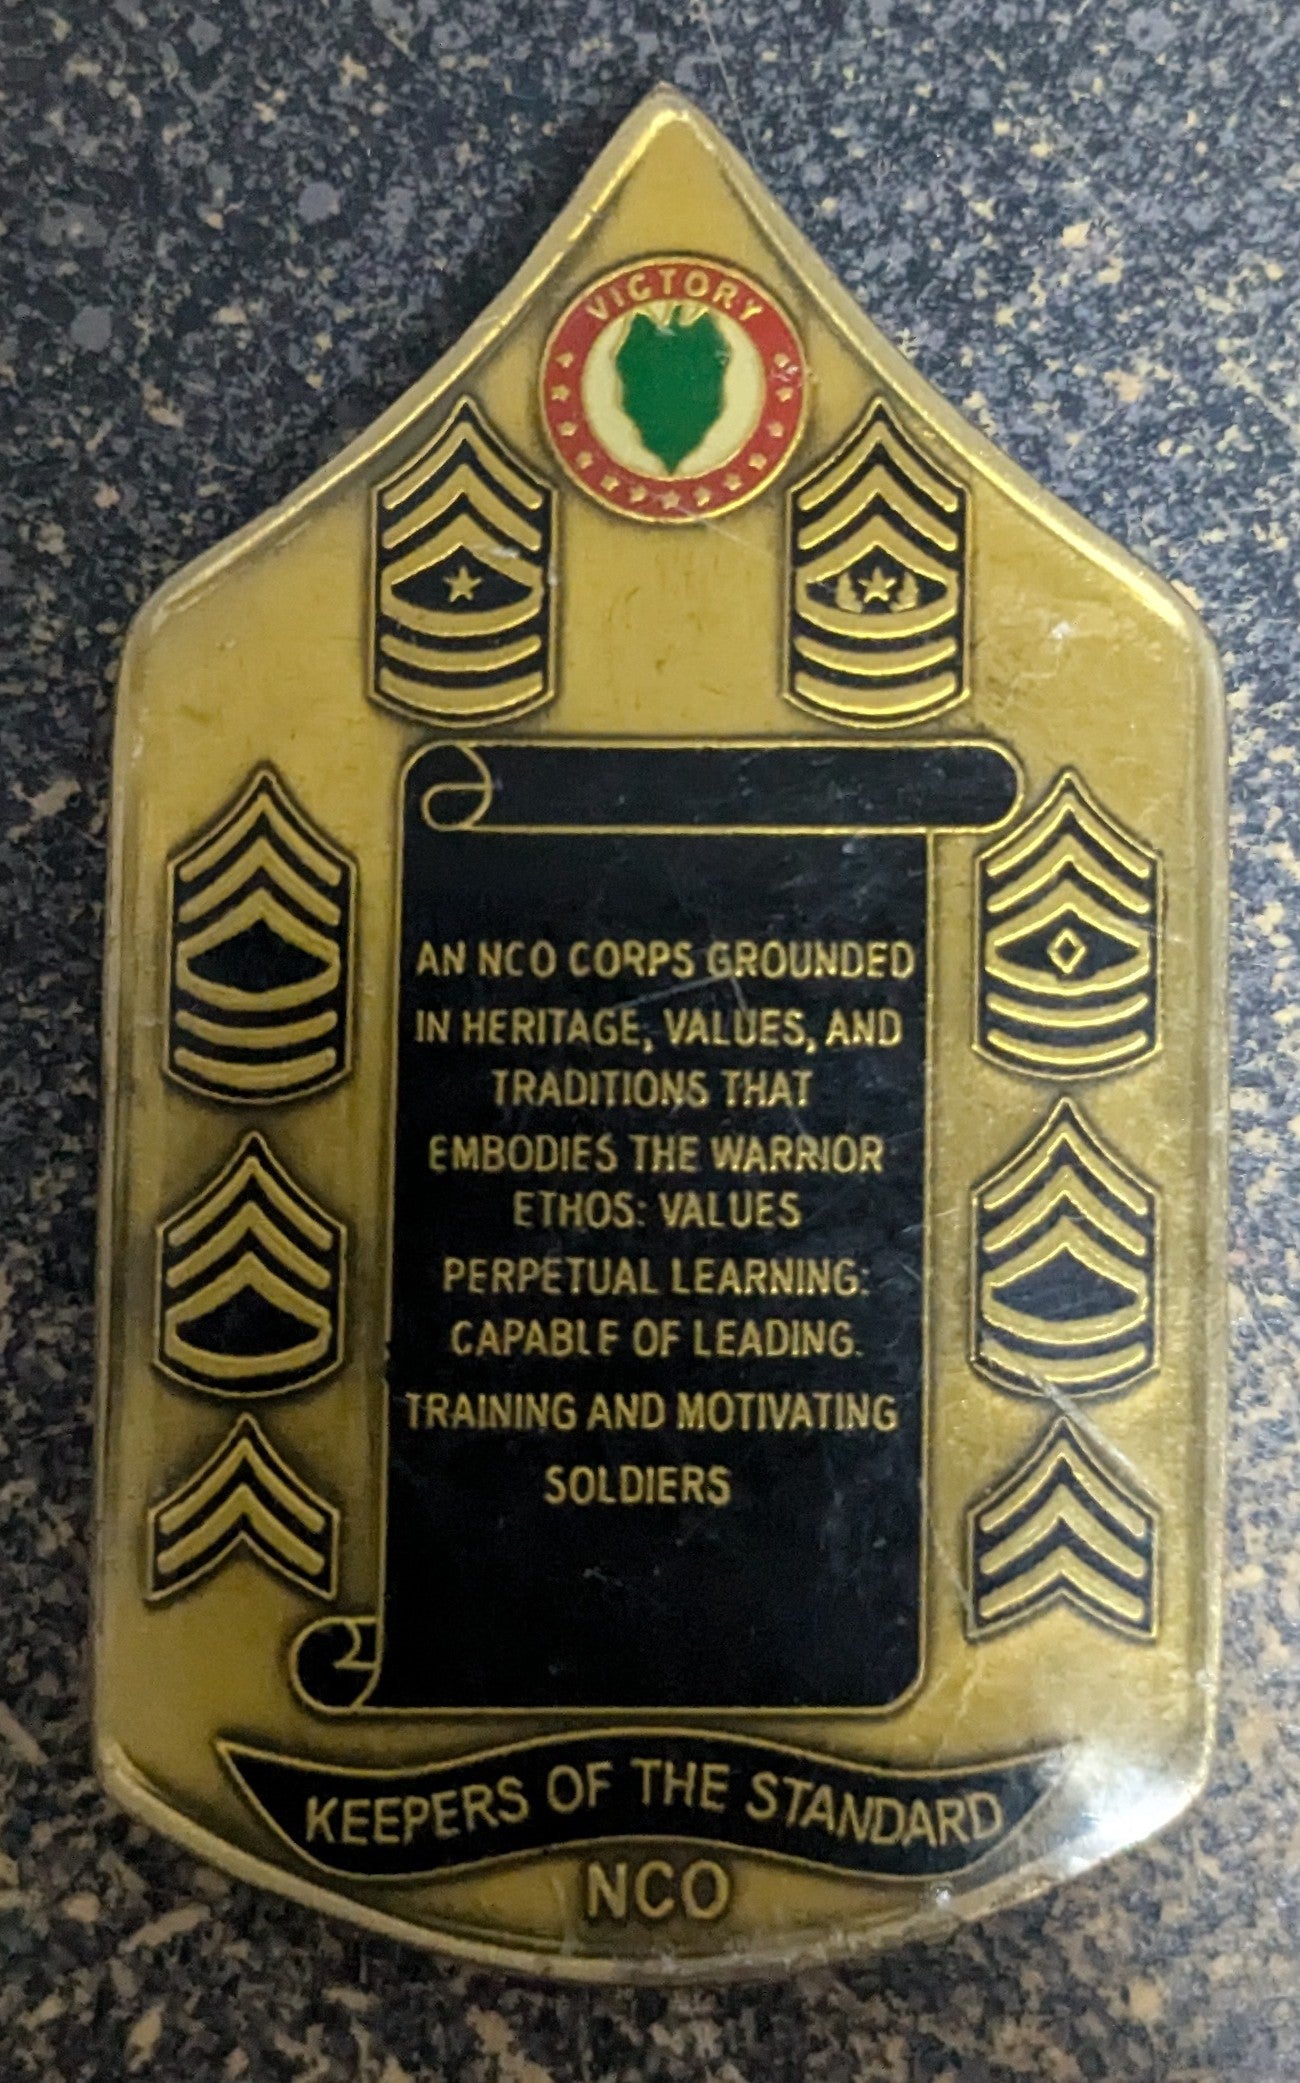 VICTORY
AN NCO CORPS GROUNDED
IN HERITAGE, VALUES, AND
TRADITIONS THAT
EMBODIES THE WARRIOR
ETHOS: VALUES
PERPETUAL LEARNING:
CAPABLE OF LEADING.
TRAINING AND MOTIVATING
SOLDIERS
KEEPERS OF THE STANDARD
NCO